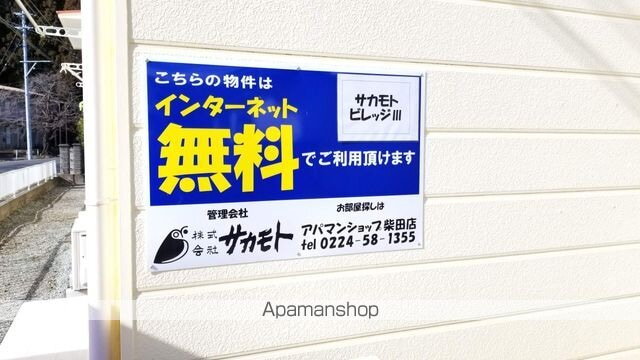 こちらの物件は
インターネット
無料でご利用頂けます
サカモト
ビレッジⅢ
管理会社
株式会社 サカモト
お部屋探しは
アパマンショップ柴田店
tel 0224-58-1355
Apamanshop